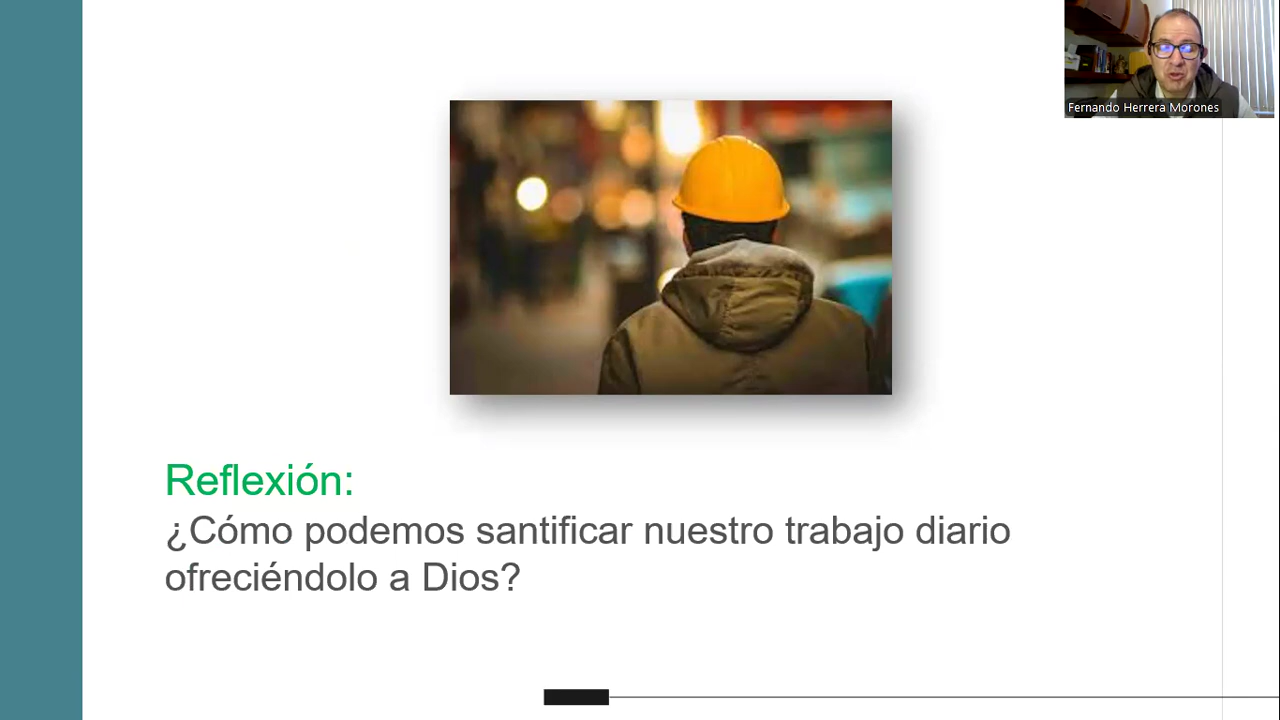 Fernando Herrera Morones
Reflexión:
¿Cómo podemos santificar nuestro trabajo diario
ofreciéndolo a Dios?